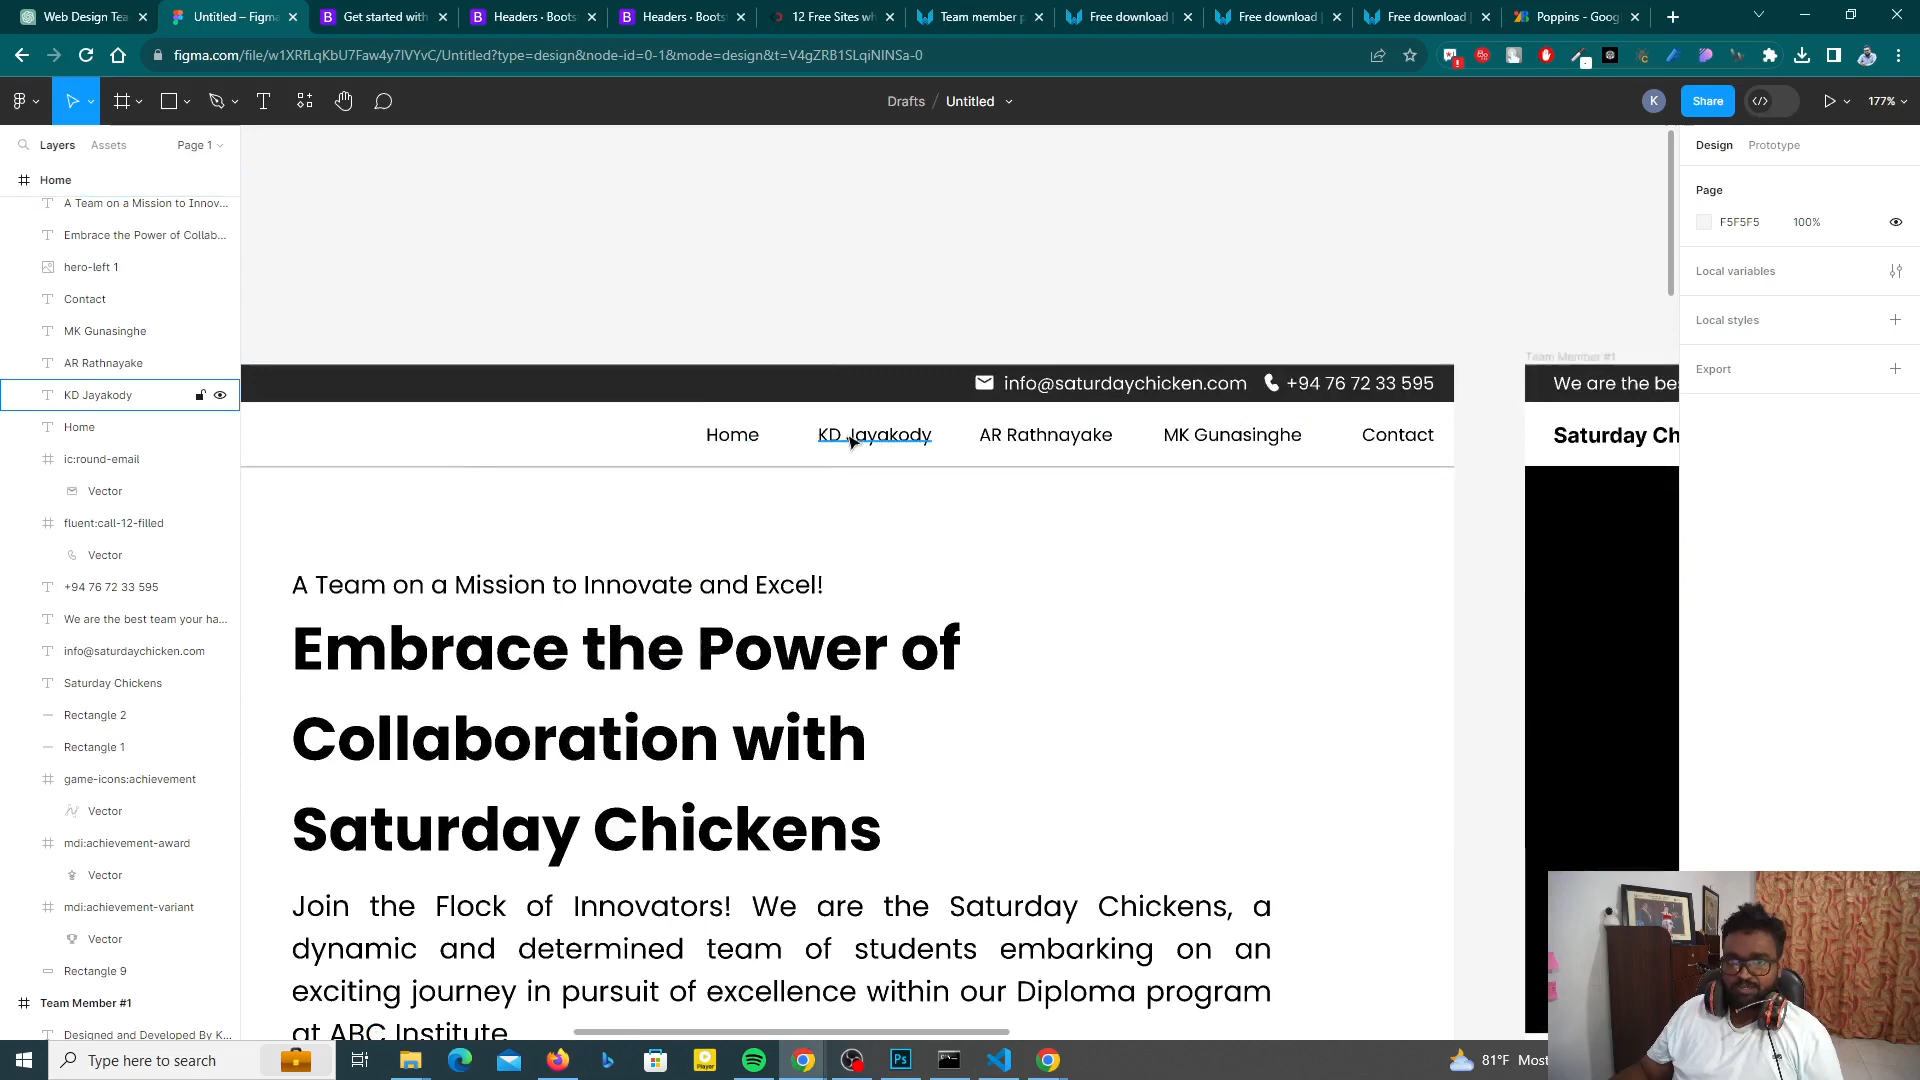 Web Design Tea
Untitled – Figma
Get started with
Headers · Boots
Headers · Boots
12 Free Sites wh
Team member p
Free download
Free download
Free download
Poppins - Goog
figma.com/file/w1XRfLqKbU7Faw4y7lVYvC/Untitled?type=design&node-id=0-1&mode=design&t=V4gZRB1SLqiNlNSa-0
Drafts / Untitled
K
Share
177%
Layers
Assets
Page 1
Home
A Team on a Mission to Innov...
Embrace the Power of Collab...
hero-left 1
Contact
MK Gunasinghe
AR Rathnayake
KD Jayakody
Home
ic:round-email
Vector
fluent:call-12-filled
Vector
+94 76 72 33 595
We are the best team your ha...
info@saturdaychicken.com
Saturday Chickens
Rectangle 2
Rectangle 1
game-icons:achievement
Vector
mdi:achievement-award
Vector
mdi:achievement-variant
Vector
Rectangle 9
Team Member #1
Designed and Developed By K...
info@saturdaychicken.com
+94 76 72 33 595
Home
KD Jayakody
AR Rathnayake
MK Gunasinghe
Contact
A Team on a Mission to Innovate and Excel!
Embrace the Power of
Collaboration with
Saturday Chickens
Join the Flock of Innovators! We are the Saturday Chickens, a
dynamic and determined team of students embarking on an
exciting journey in pursuit of excellence within our Diploma program
at ABC Institute.
Team Member #1
We are the bes
Saturday Ch
Design
Prototype
Page
F5F5F5
100%
Local variables
Local styles
Export
Type here to search
Ps
Player
81°F Most